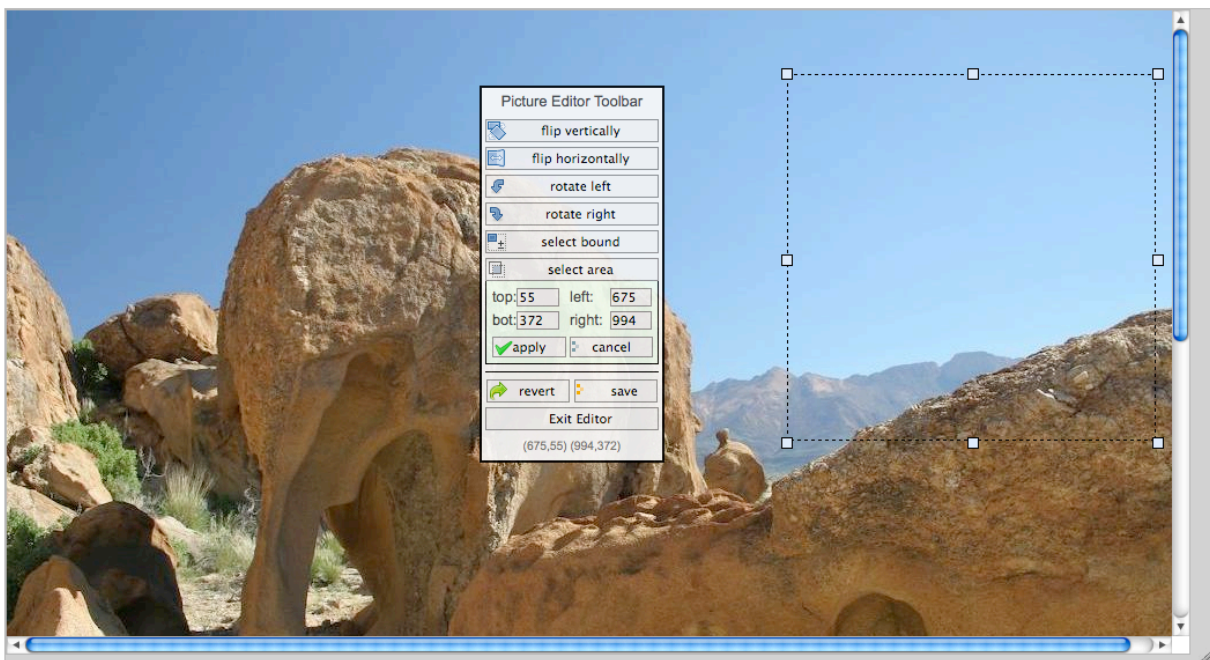 Picture Editor Toolbar
flip vertically
flip horizontally
rotate left
rotate right
select bound
select area
top: 55 left: 675
bot: 372 right: 994
apply cancel
revert save
Exit Editor
(675,55) (994,372)